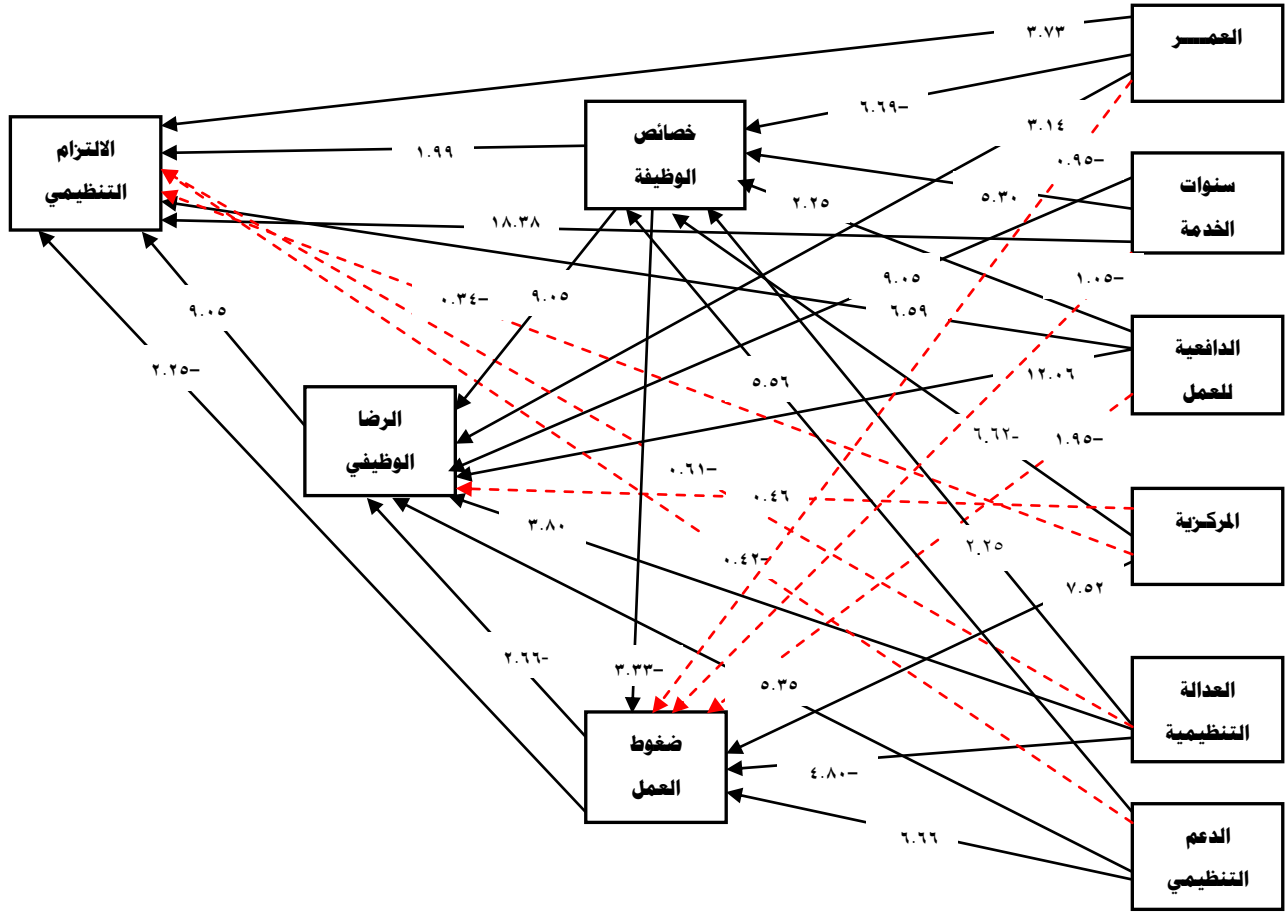 العمـــر
٣.٧٣
٦.٦٩-
خصائص
الوظيفة
الالتزام
التنظيمي
٣.١٤
١.٩٩
٠.٩٥-
سنوات
الخدمة
٥.٣٠
٢.٢٥
١٨.٣٨
٩.٠٥
١.٠٥-
٠.٣٤-
٩.٠٥
٩.٠٥
٦.٥٩
الدافعية
للعمل
٢.٢٥-
٥.٥٦
١٢.٠٦
الرضا
الوظيفي
٦.٦٢-
١.٩٥-
٠.٦١-
٠.٤٦
المركزية
٣.٨٠
٢.٢٥
٠.٤٢-
٧.٥٢
٢.٦٦-
٣.٣٣-
٥.٣٥
العدالة
التنظيمية
ضغوط
العمل
٤.٨٠-
٦.٦٦
الدعم
التنظيمي